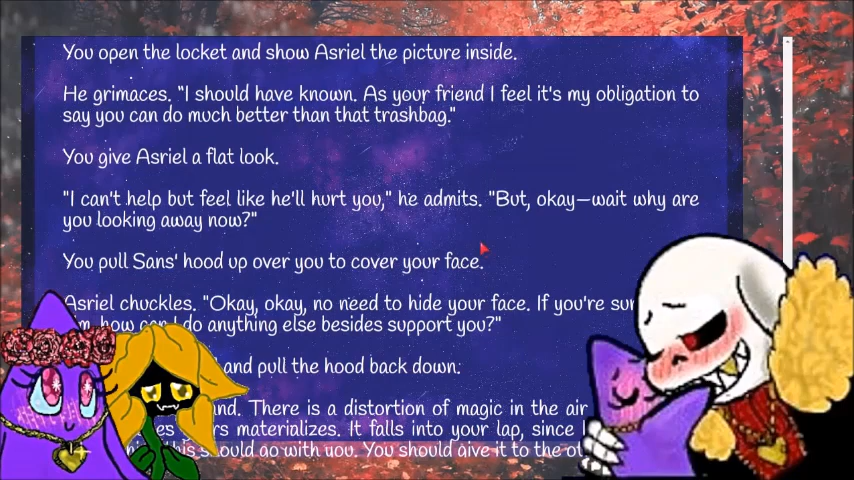 You open the locket and show Asriel the picture inside.
He grimaces. "I should have known. As your friend I feel it's my obligation to
say you can do much better than that trashbag."
You give Asriel a flat look.
"I can't help but feel like he'll hurt you," he admits. "But, okay—wait why are
you looking away now?"
You pull Sans' hood up over you to cover your face.
Asriel chuckles. "Okay, okay, no need to hide your face. If you're
how can I do anything else besides support you?"
and pull the hood back down.
There is a distortion of magic in the air
materializes. It falls into your lap, since
should go with you. You should give it to the